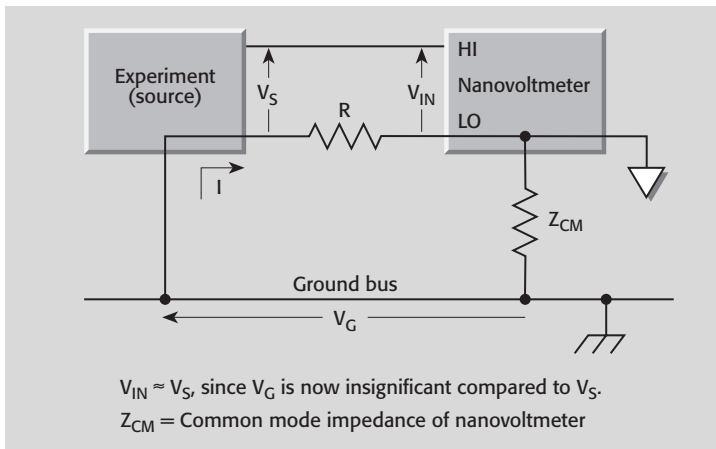 Experiment
(source)
HI
Nanovoltmeter
LO
V_S
V_IN
R
I
Z_CM
Ground bus
V_G
V_IN ≈ V_S, since V_G is now insignificant compared to V_S.
Z_CM = Common mode impedance of nanovoltmeter